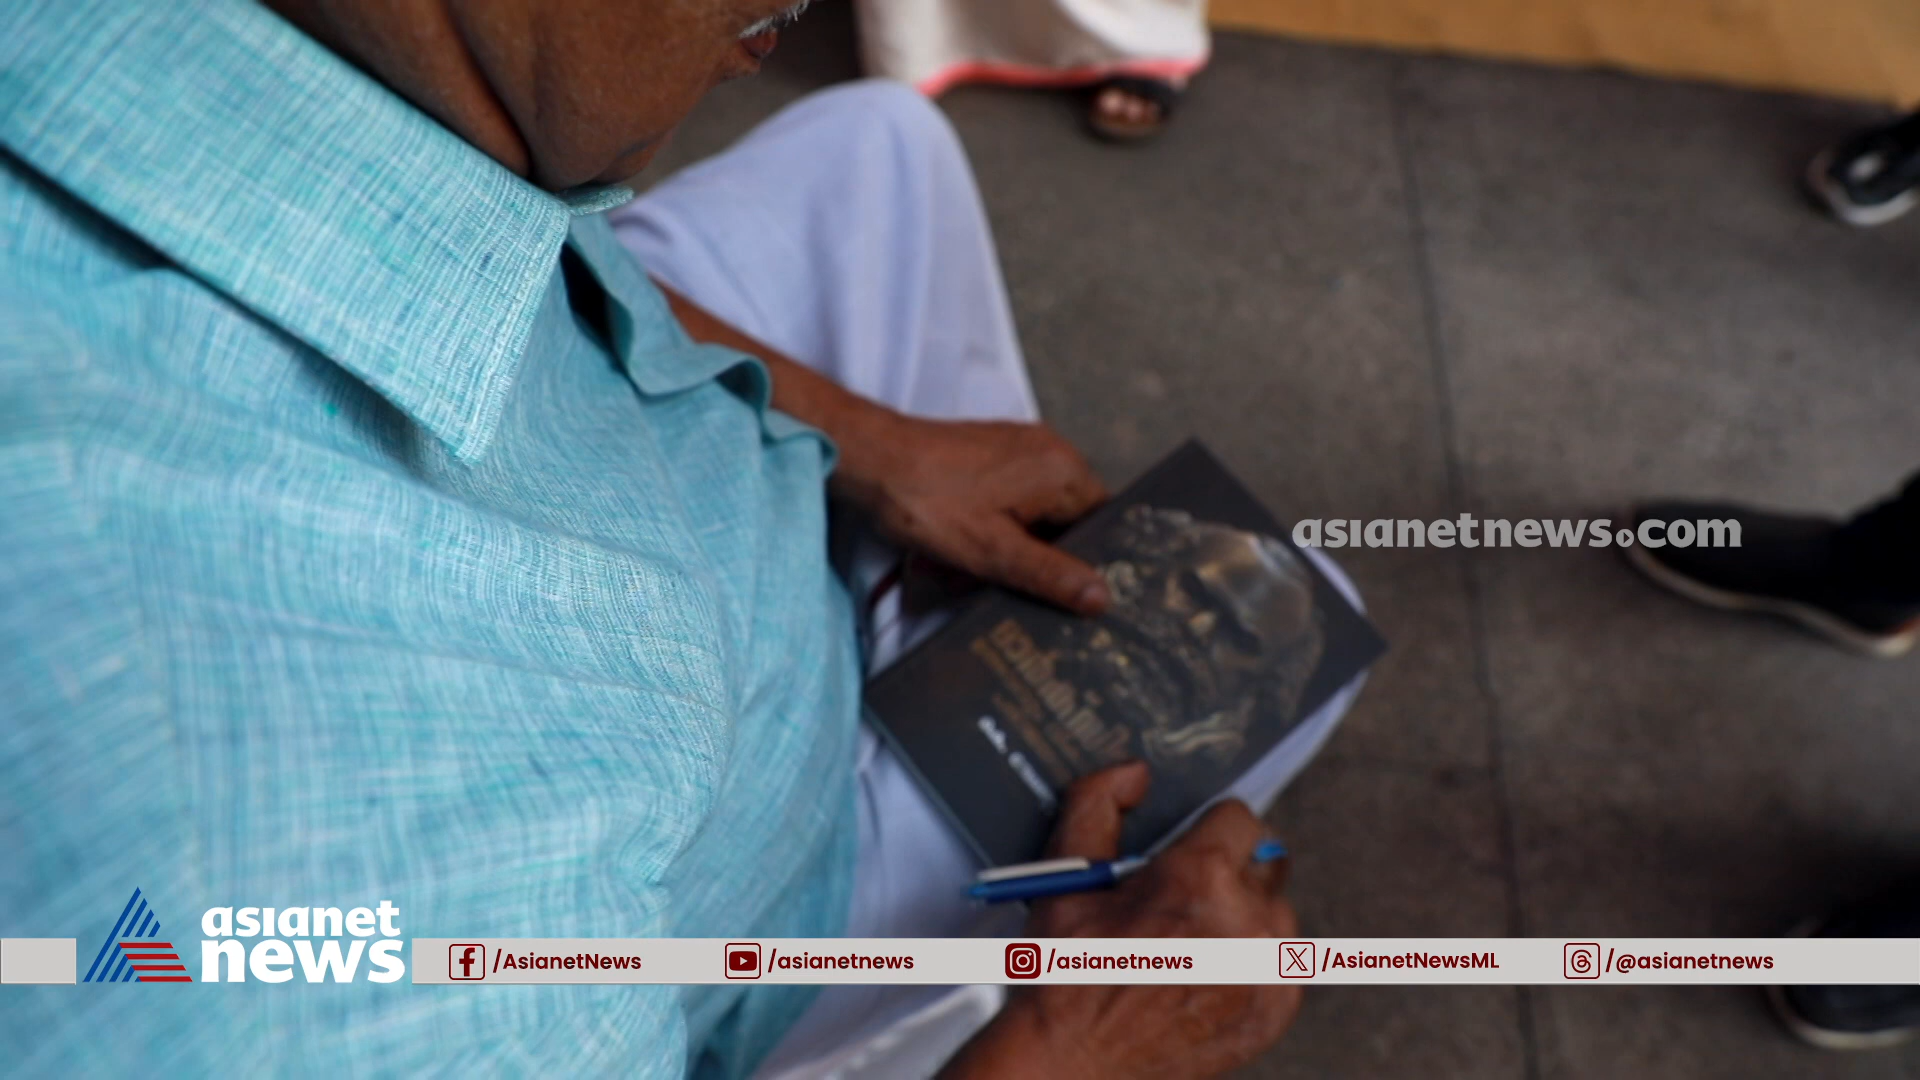 asianetnews.com
asianet
news
/AsianetNews
/asianetnews
/asianetnews
/AsianetNewsML
/@asianetnews